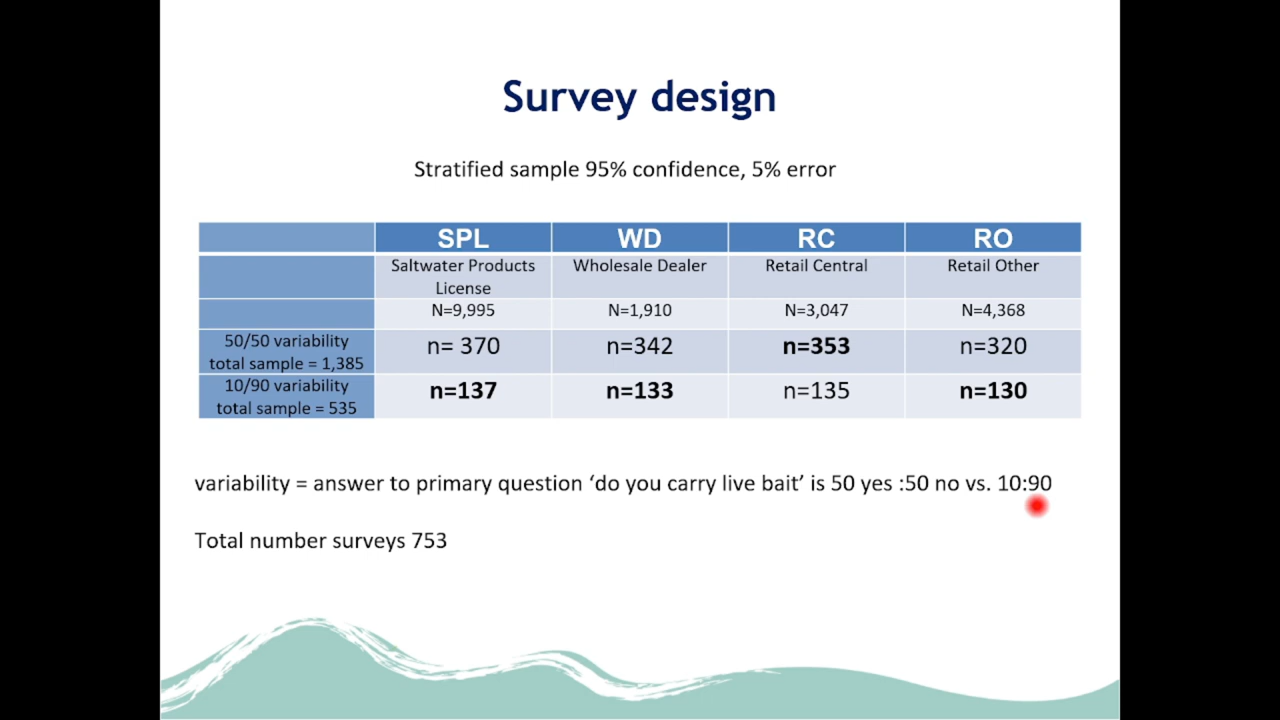 Survey design
Stratified sample 95% confidence, 5% error
SPL WD RC RO
Saltwater Products License Wholesale Dealer Retail Central Retail Other
N=9,995 N=1,910 N=3,047 N=4,368
50/50 variability total sample = 1,385 n= 370 n=342 n=353 n=320
10/90 variability total sample = 535 n=137 n=133 n=135 n=130
variability = answer to primary question ‘do you carry live bait’ is 50 yes :50 no vs. 10:90
Total number surveys 753